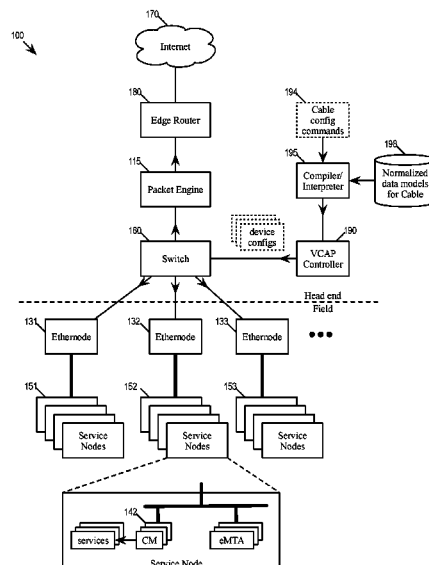 100
170
Internet
180
Edge Router
115
Packet Engine
160
Switch
194
Cable
config
commands
195
Compiler/
Interpreter
196
Normalized
data models
for Cable
190
VCAP
Controller
device
configs
Head end
Field
131
Ethernode
132
Ethernode
133
Ethernode
151
Service
Nodes
152
Service
Nodes
153
Service
Nodes
142
services
CM
eMTA
Service Node